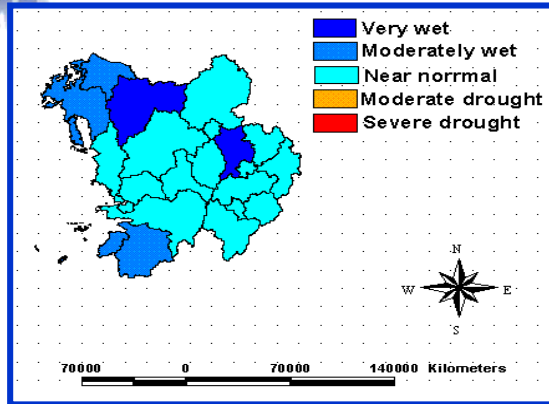 Very wet
Moderately wet
Near norrmal
Moderate drought
Severe drought
N
W
E
S
70000 0 70000 140000 Kilometers